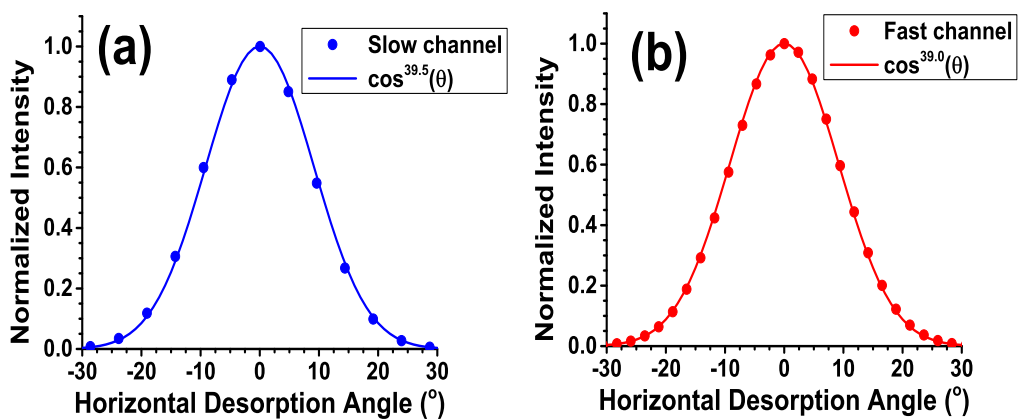 (a)
Slow channel
cos^39.5(θ)
Normalized Intensity
1.0
0.8
0.6
0.4
0.2
0.0
-30 -20 -10 0 10 20 30
Horizontal Desorption Angle (°)
(b)
Fast channel
cos^39.0(θ)
Normalized Intensity
1.0
0.8
0.6
0.4
0.2
0.0
-30 -20 -10 0 10 20 30
Horizontal Desorption Angle (°)